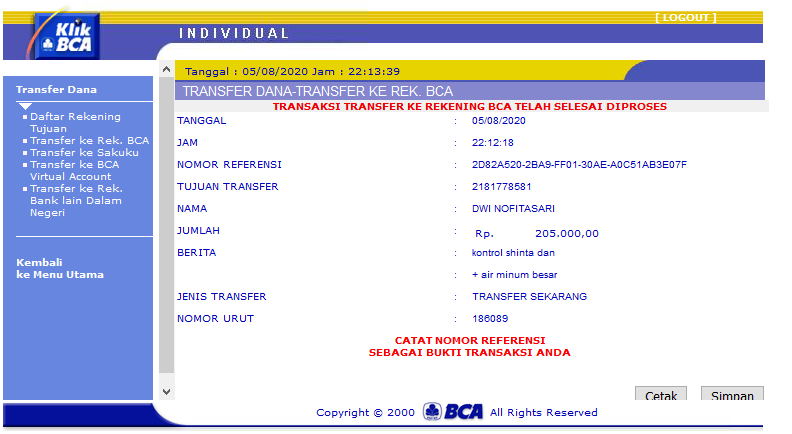 Klik
BCA
INDIVIDUAL
[ LOGOUT ]
Tanggal : 05/08/2020 Jam : 22:13:39
Transfer Dana
Daftar Rekening
Tujuan
Transfer ke Rek. BCA
Transfer ke Sakuku
Transfer ke BCA
Virtual Account
Transfer ke Rek.
Bank lain Dalam
Negeri
Kembali
ke Menu Utama
TRANSFER DANA-TRANSFER KE REK. BCA
TRANSAKSI TRANSFER KE REKENING BCA TELAH SELESAI DIPROSES
TANGGAL : 05/08/2020
JAM : 22:12:18
NOMOR REFERENSI : 2D82A520-2BA9-FF01-30AE-A0C51AB3E07F
TUJUAN TRANSFER : 2181778581
NAMA : DWI NOFITASARI
JUMLAH : Rp. 205.000,00
BERITA : kontrol shinta dan
: + air minum besar
JENIS TRANSFER : TRANSFER SEKARANG
NOMOR URUT : 186089
CATAT NOMOR REFERENSI
SEBAGAI BUKTI TRANSAKSI ANDA
Cetak Simpan
Copyright © 2000 BCA All Rights Reserved